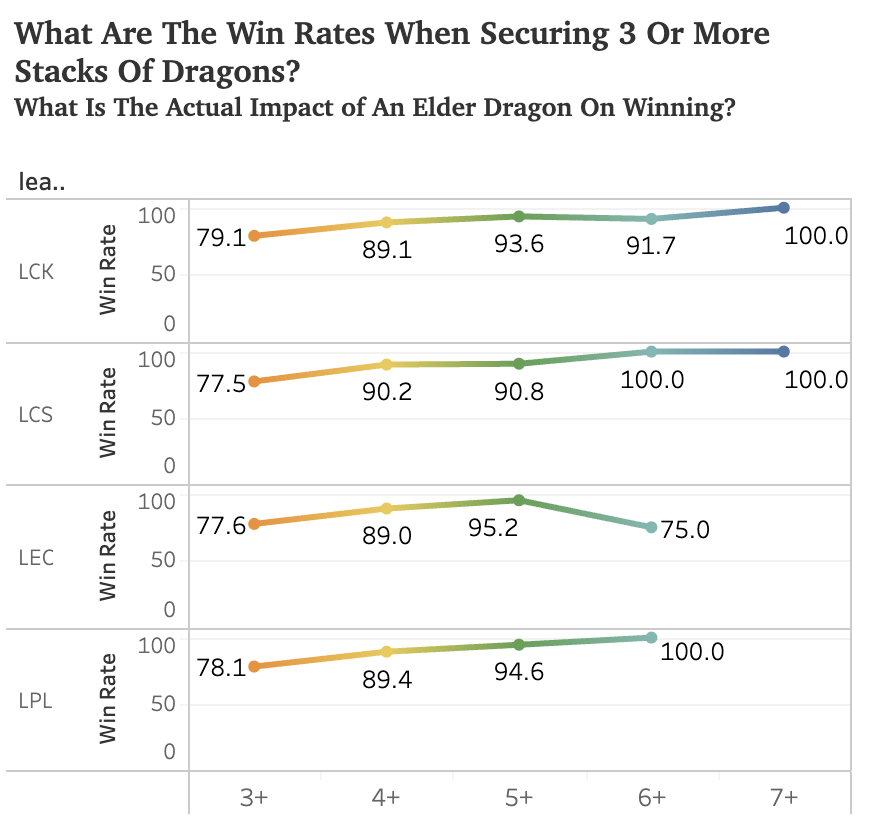 What Are The Win Rates When Securing 3 Or More
Stacks Of Dragons?
What Is The Actual Impact of An Elder Dragon On Winning?
lea..
LCK
Win Rate
100
50
0
79.1
89.1
93.6
91.7
100.0
LCS
Win Rate
100
50
0
77.5
90.2
90.8
100.0
100.0
LEC
Win Rate
100
50
0
77.6
89.0
95.2
75.0
LPL
Win Rate
100
50
0
78.1
89.4
94.6
100.0
3+ 4+ 5+ 6+ 7+